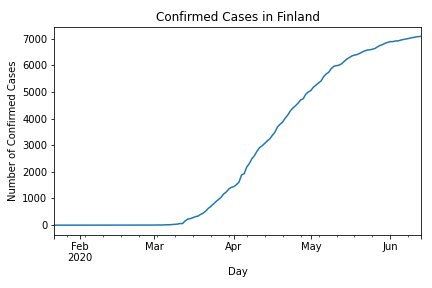 Confirmed Cases in Finland
Number of Confirmed Cases
7000
6000
5000
4000
3000
2000
1000
0
Feb
2020
Mar
Apr
May
Jun
Day